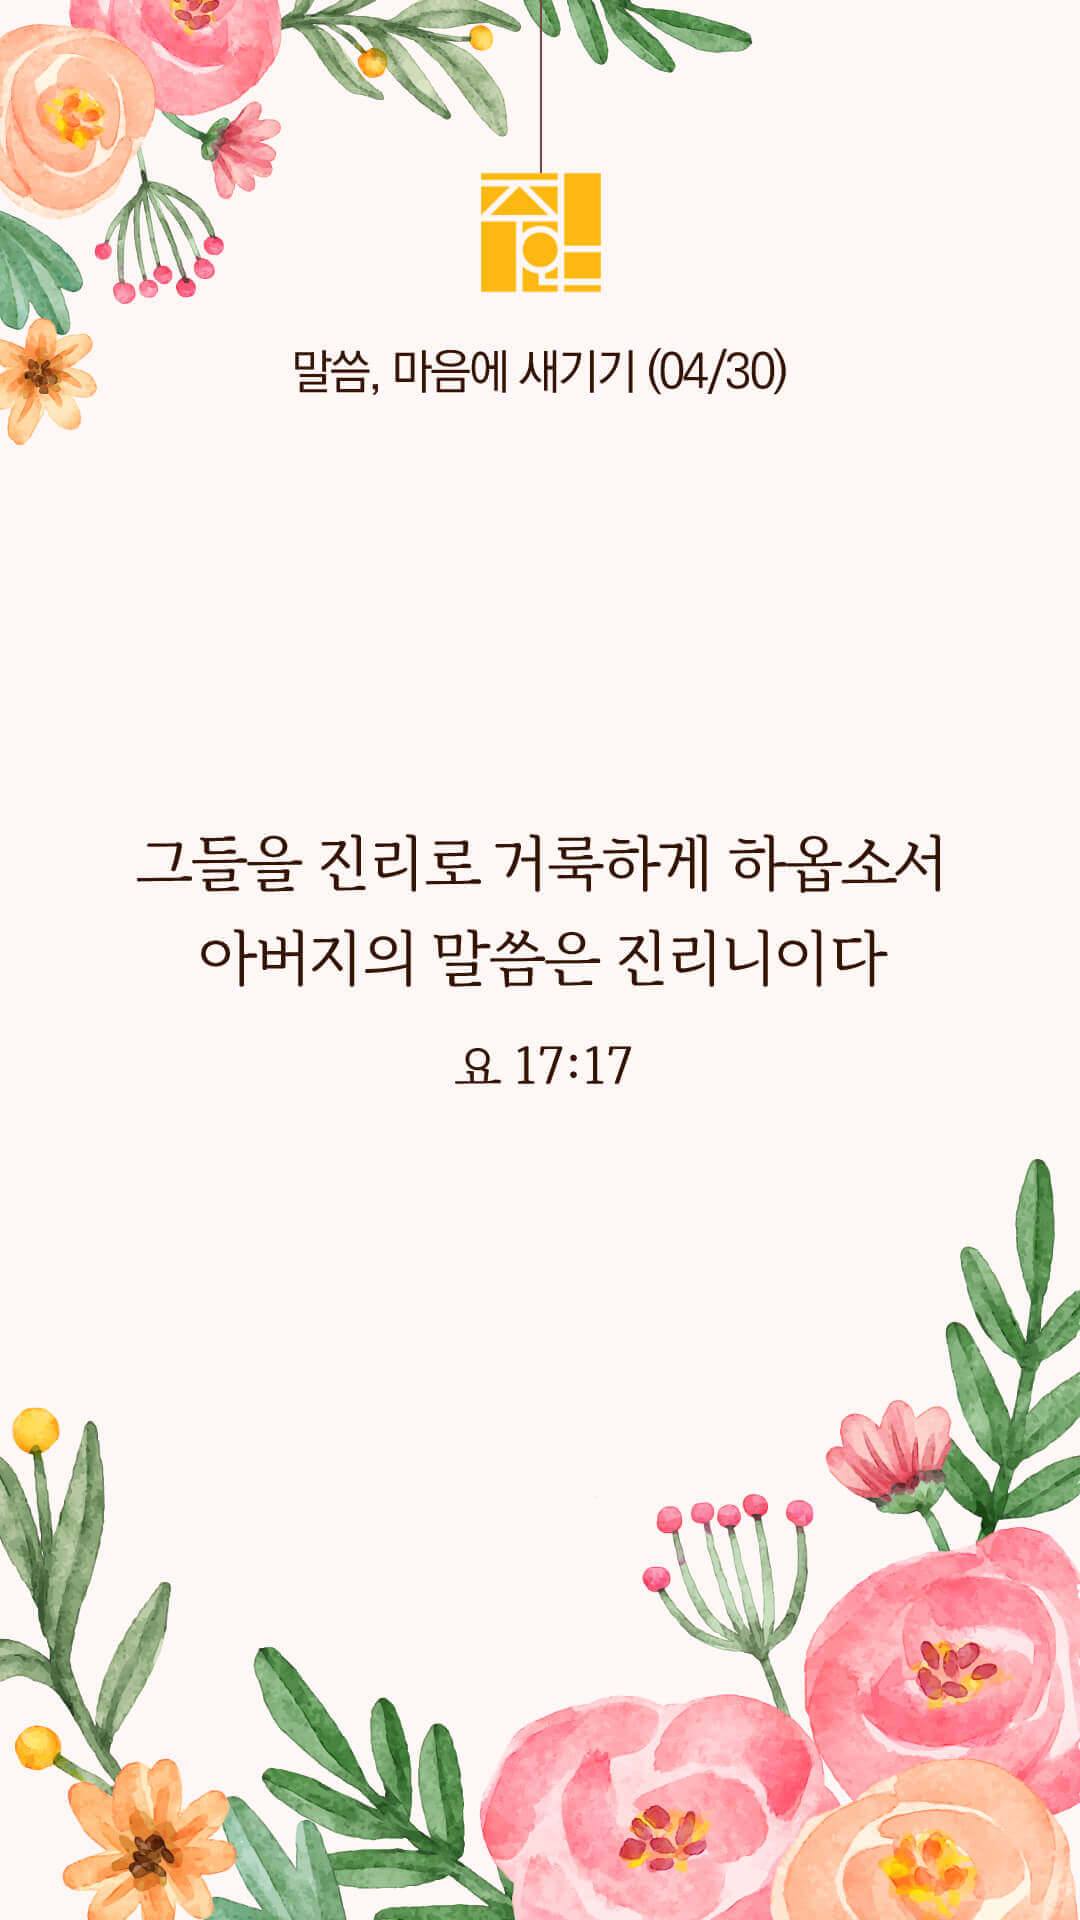 말씀, 마음에 새기기 (04/30)
그들을 진리로 거룩하게 하옵소서
아버지의 말씀은 진리니이다
요 17:17